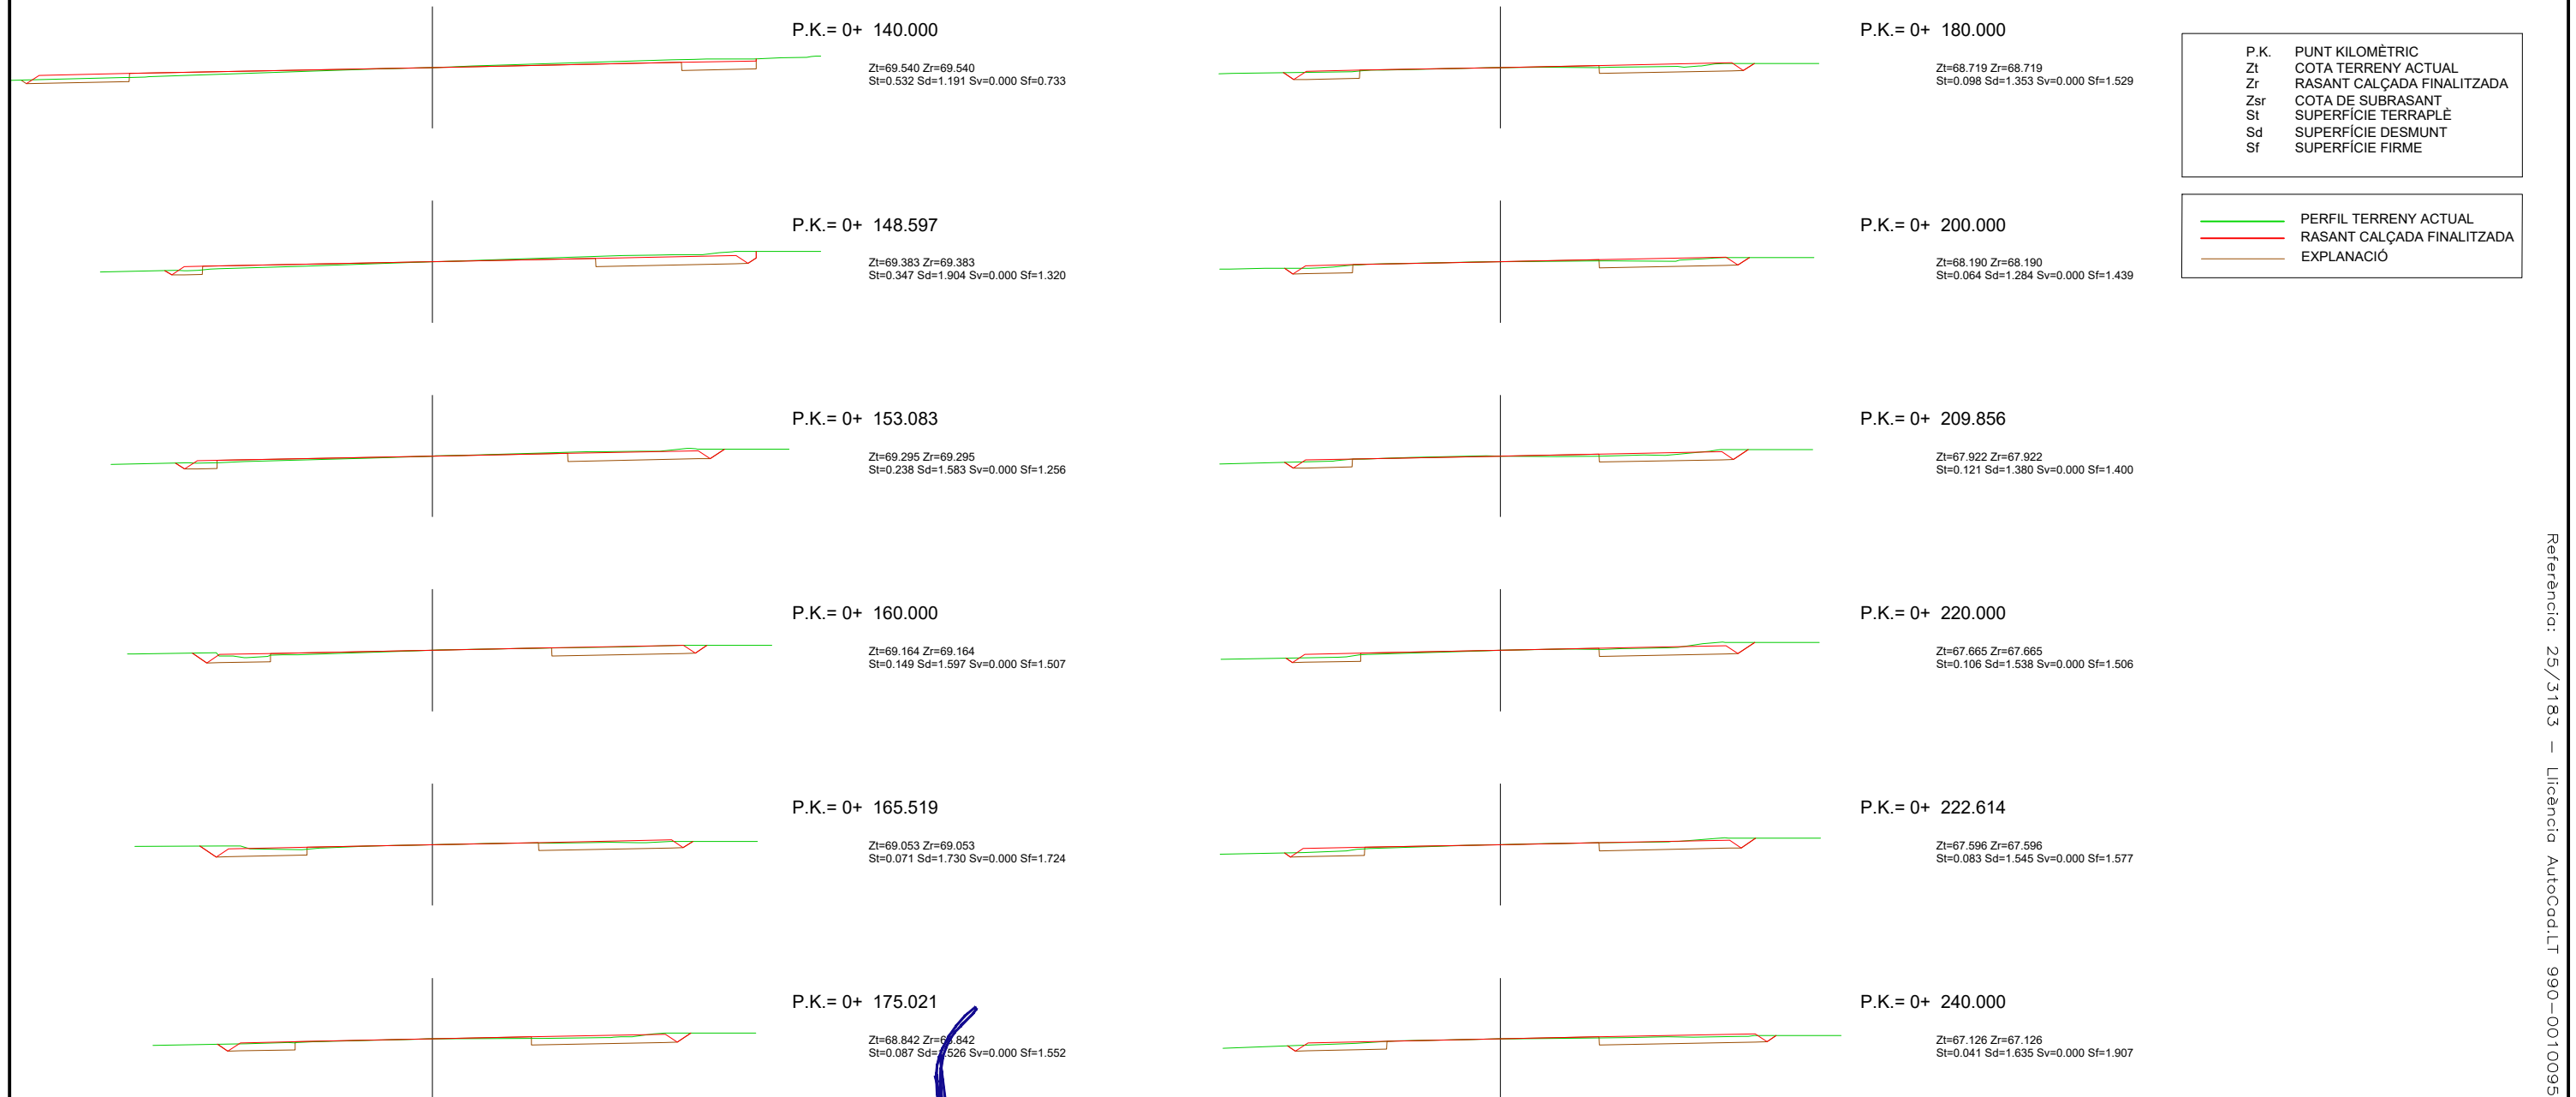 P.K.= 0+ 140.000
Zt=69.540 Zr=69.540
St=0.532 Sd=1.191 Sv=0.000 Sf=0.733
P.K.= 0+ 148.597
Zt=69.383 Zr=69.383
St=0.347 Sd=1.904 Sv=0.000 Sf=1.320
P.K.= 0+ 153.083
Zt=69.295 Zr=69.295
St=0.238 Sd=1.583 Sv=0.000 Sf=1.256
P.K.= 0+ 160.000
Zt=69.164 Zr=69.164
St=0.149 Sd=1.597 Sv=0.000 Sf=1.507
P.K.= 0+ 165.519
Zt=69.053 Zr=69.053
St=0.071 Sd=1.730 Sv=0.000 Sf=1.724
P.K.= 0+ 175.021
Zt=68.842 Zr=68.842
St=0.087 Sd=1.526 Sv=0.000 Sf=1.552
P.K.= 0+ 180.000
Zt=68.719 Zr=68.719
St=0.098 Sd=1.353 Sv=0.000 Sf=1.529
P.K.= 0+ 200.000
Zt=68.190 Zr=68.190
St=0.064 Sd=1.284 Sv=0.000 Sf=1.439
P.K.= 0+ 209.856
Zt=67.922 Zr=67.922
St=0.121 Sd=1.380 Sv=0.000 Sf=1.400
P.K.= 0+ 220.000
Zt=67.665 Zr=67.665
St=0.106 Sd=1.538 Sv=0.000 Sf=1.506
P.K.= 0+ 222.614
Zt=67.596 Zr=67.596
St=0.083 Sd=1.545 Sv=0.000 Sf=1.577
P.K.= 0+ 240.000
Zt=67.126 Zr=67.126
St=0.041 Sd=1.635 Sv=0.000 Sf=1.907
P.K. PUNT KILOMÈTRIC
Zt COTA TERRENY ACTUAL
Zr RASANT CALÇADA FINALITZADA
Zsr COTA DE SUBRASANT
St SUPERFÍCIE TERRAPLÈ
Sd SUPERFÍCIE DESMUNT
Sf SUPERFÍCIE FIRME
PERFIL TERRENY ACTUAL
RASANT CALÇADA FINALITZADA
EXPLANACIÓ
Referència: 25/3183 - Llicència AutoCad.LT 990-0010095